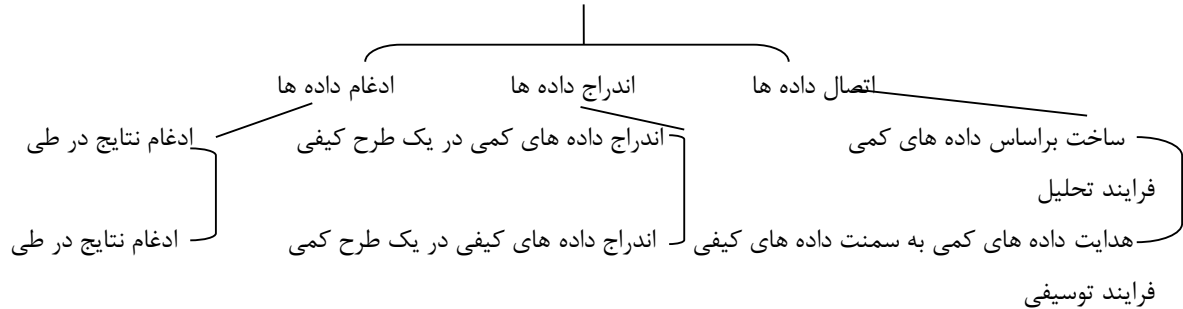 اتصال داده ها اندراج داده ها ادغام داده ها
ساخت براساس داده های کمی اندراج داده های کمی در یک طرح کیفی ادغام نتایج در طی
فرایند تحلیل
هدایت داده های کمی به سمنت داده های کیفی اندراج داده های کیفی در یک طرح کمی ادغام نتایج در طی
فرایند توسیفی